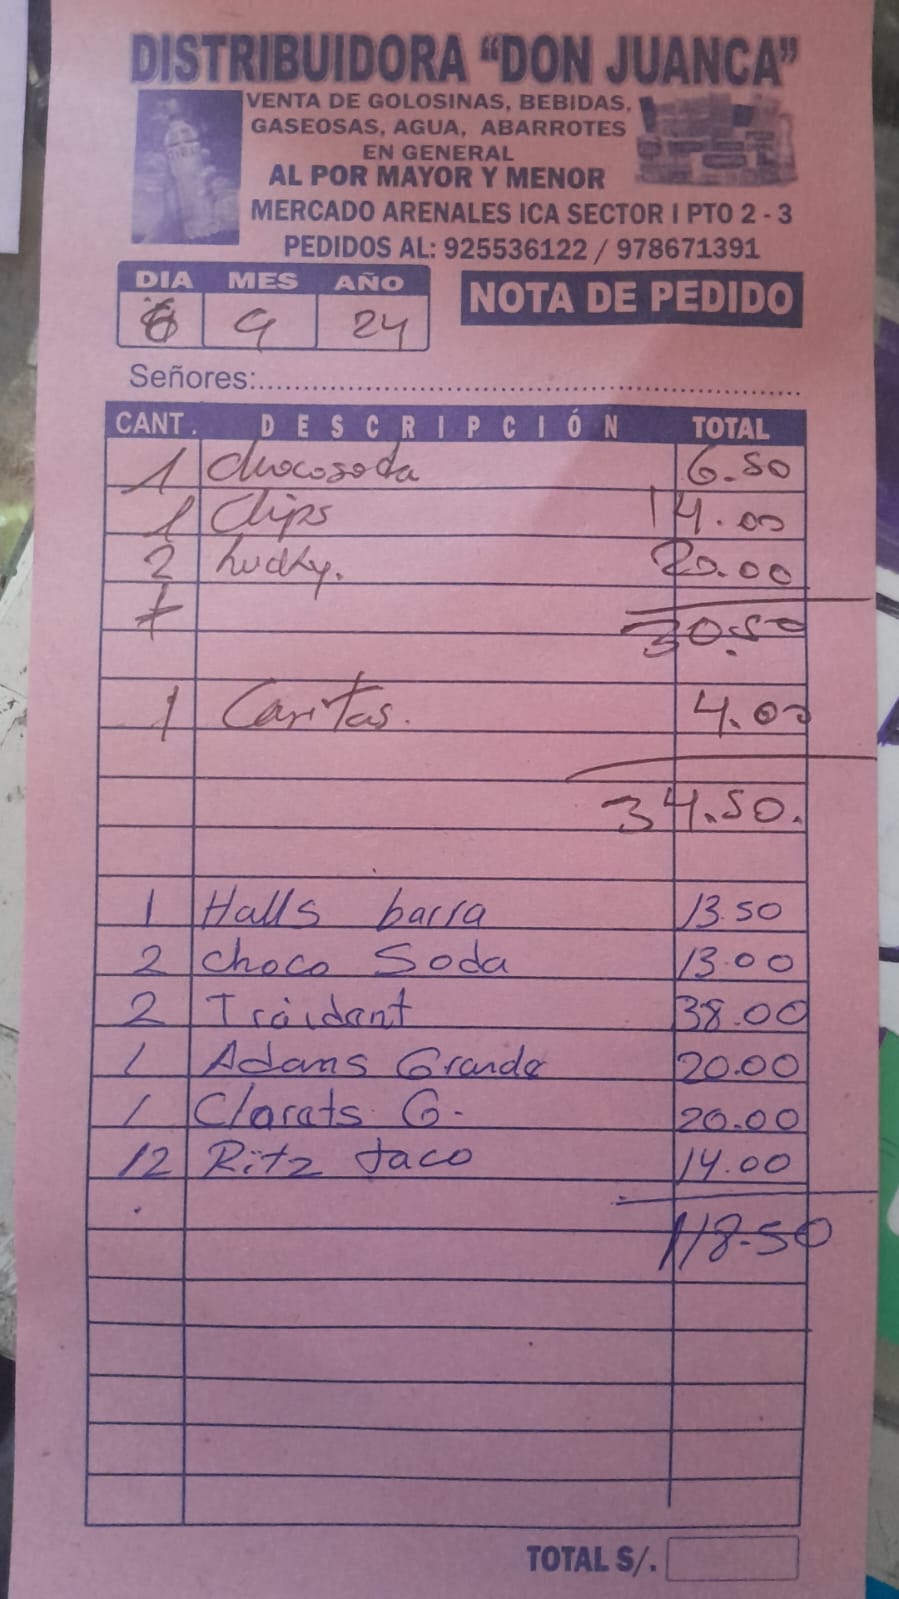 DISTRIBUIDORA "DON JUANCA"
VENTA DE GOLOSINAS, BEBIDAS,
GASEOSAS, AGUA, ABARROTES
EN GENERAL
AL POR MAYOR Y MENOR
MERCADO ARENALES ICA SECTOR I PTO 2 - 3
PEDIDOS AL: 925536122 / 978671391
DIA MES AÑO
6 9 24
NOTA DE PEDIDO
Señores:
CANT. DESCRIPCIÓN TOTAL
1 Chocosoda 6.50
1 Clips 14.00
2 Lucky. 20.00
30.50
1 Caritas. 4.00
34.50.
1 Halls barra 13.50
2 Choco Soda 13.00
2 Tráidant 38.00
1 Adams Grande 20.00
1 Clorets G. 20.00
12 Ritz taco 14.00
118.50
TOTAL S/.